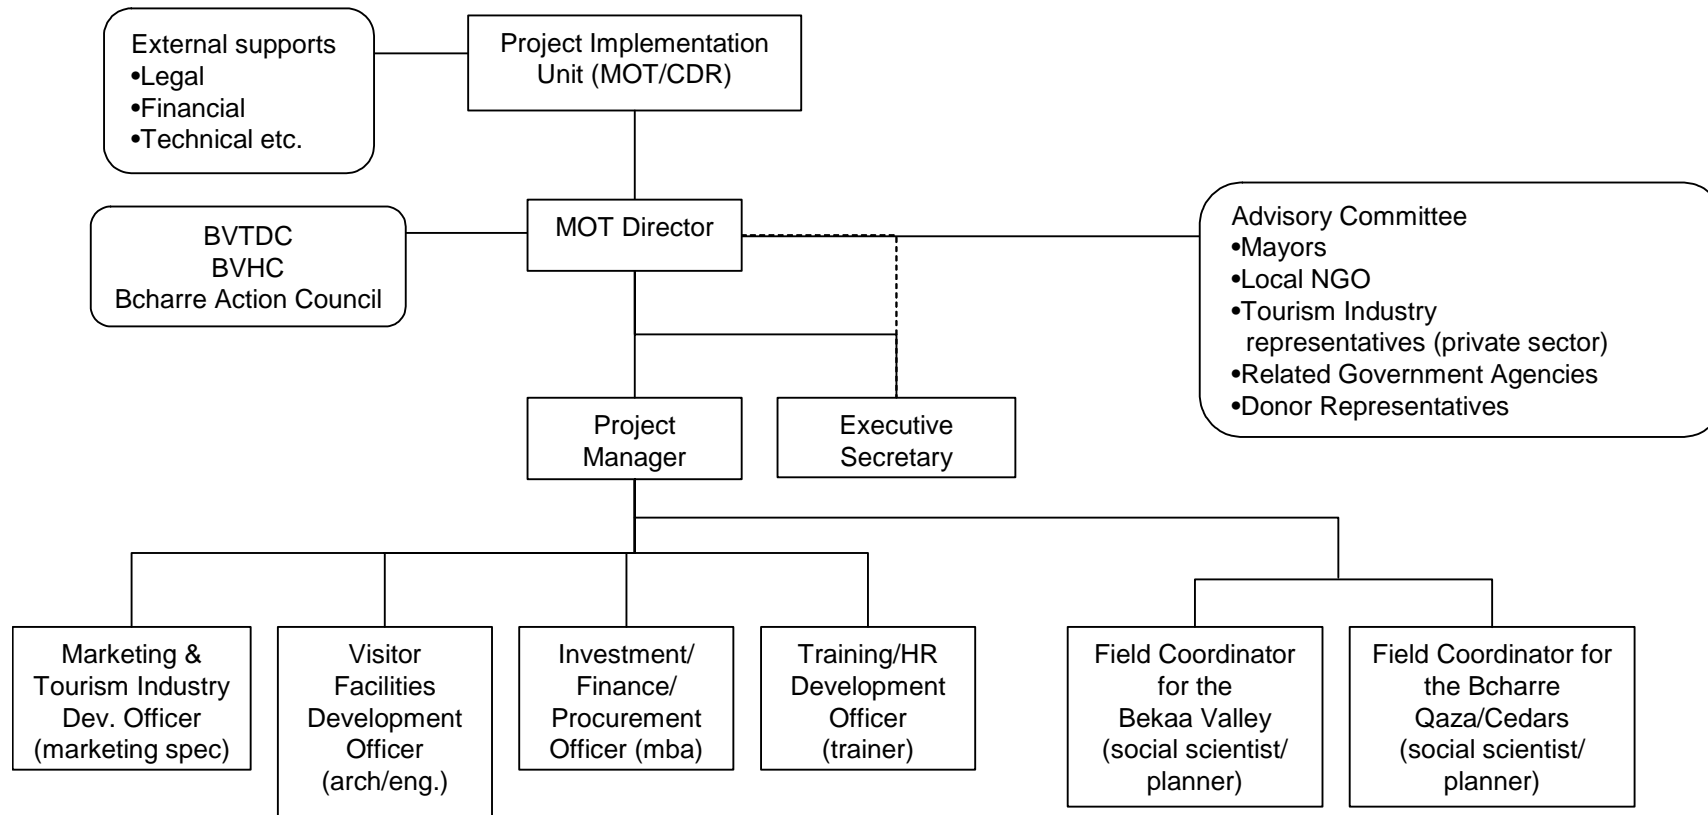 External supports
•Legal
•Financial
•Technical etc.
Project Implementation
Unit (MOT/CDR)
BVTDC
BVHC
Bcharre Action Council
MOT Director
Advisory Committee
•Mayors
•Local NGO
•Tourism Industry
representatives (private sector)
•Related Government Agencies
•Donor Representatives
Project
Manager
Executive
Secretary
Marketing &
Tourism Industry
Dev. Officer
(marketing spec)
Visitor
Facilities
Development
Officer
(arch/eng.)
Investment/
Finance/
Procurement
Officer (mba)
Training/HR
Development
Officer
(trainer)
Field Coordinator
for the
Bekaa Valley
(social scientist/
planner)
Field Coordinator for
the Bcharre
Qaza/Cedars
(social scientist/
planner)